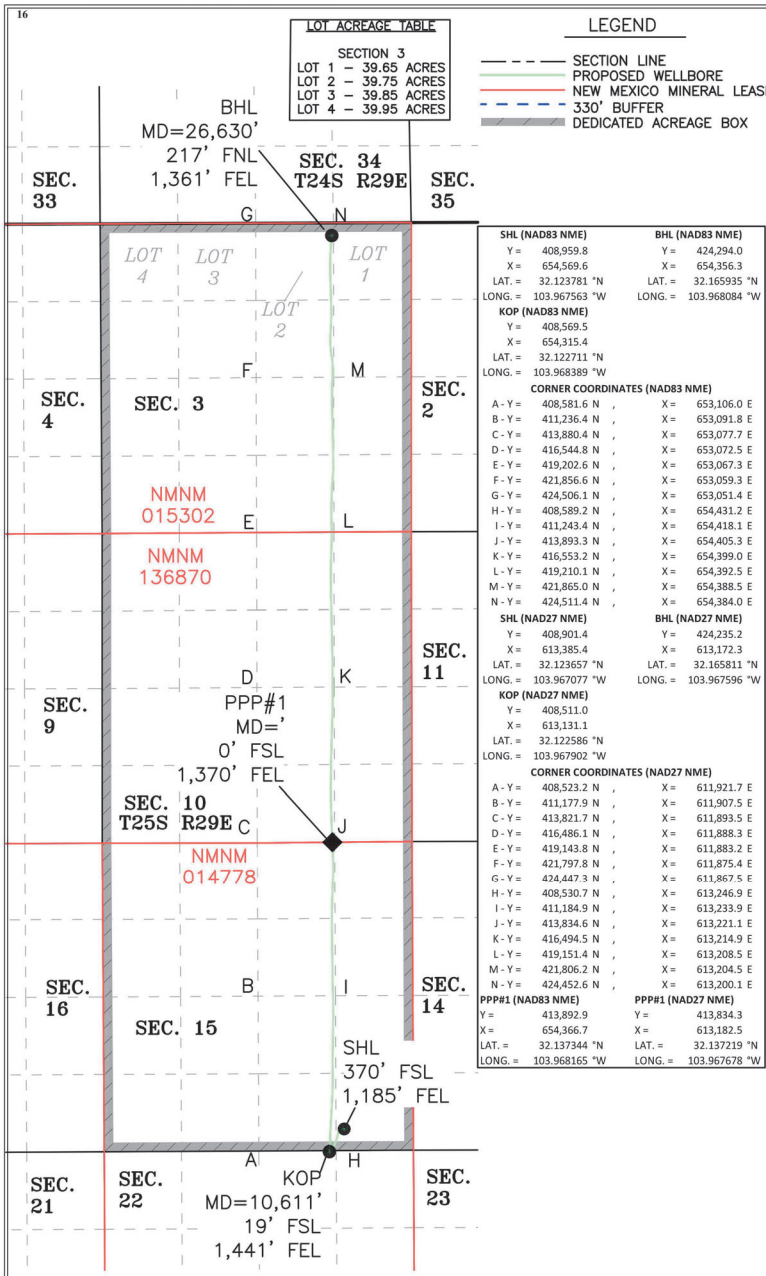 16
LOT ACREAGE TABLE
SECTION 3
LOT 1 - 39.65 ACRES
LOT 2 - 39.75 ACRES
LOT 3 - 39.85 ACRES
LOT 4 - 39.95 ACRES
LEGEND
SECTION LINE
PROPOSED WELLBORE
NEW MEXICO MINERAL LEAS
330' BUFFER
DEDICATED ACREAGE BOX
BHL
MD=26,630'
217' FNL
1,361' FEL
SEC. 33
SEC. 34
T24S R29E
SEC. 35
G
N
LOT 4
LOT 3
LOT 2
LOT 1
F
M
SEC. 4
SEC. 3
SEC. 2
NMNM
015302
E
L
NMNM
136870
SEC. 11
D
K
SEC. 9
PPP#1
MD='
0' FSL
1,370' FEL
SEC. 10
T25S R29E
C
J
NMNM
014778
SEC. 16
B
I
SEC. 14
SEC. 15
SHL
370' FSL
1,185' FEL
A
H
SEC. 21
SEC. 22
KOP
MD=10,611'
19' FSL
1,441' FEL
SEC. 23
SHL (NAD83 NME) BHL (NAD83 NME)
Y = 408,959.8 Y = 424,294.0
X = 654,569.6 X = 654,356.3
LAT. = 32.123781 °N LAT. = 32.165935 °N
LONG. = 103.967563 °W LONG. = 103.968084 °W
KOP (NAD83 NME)
Y = 408,569.5
X = 654,315.4
LAT. = 32.122711 °N
LONG. = 103.968389 °W
CORNER COORDINATES (NAD83 NME)
A - Y = 408,581.6 N , X = 653,106.0 E
B - Y = 411,236.4 N , X = 653,091.8 E
C - Y = 413,880.4 N , X = 653,077.7 E
D - Y = 416,544.8 N , X = 653,072.5 E
E - Y = 419,202.6 N , X = 653,067.3 E
F - Y = 421,856.6 N , X = 653,059.3 E
G - Y = 424,506.1 N , X = 653,051.4 E
H - Y = 408,589.2 N , X = 654,431.2 E
I - Y = 411,243.4 N , X = 654,418.1 E
J - Y = 413,893.3 N , X = 654,405.3 E
K - Y = 416,553.2 N , X = 654,399.0 E
L - Y = 419,210.1 N , X = 654,392.5 E
M - Y = 421,865.0 N , X = 654,388.5 E
N - Y = 424,511.4 N , X = 654,384.0 E
SHL (NAD27 NME) BHL (NAD27 NME)
Y = 408,901.4 Y = 424,235.2
X = 613,385.4 X = 613,172.3
LAT. = 32.123657 °N LAT. = 32.165811 °N
LONG. = 103.967077 °W LONG. = 103.967596 °W
KOP (NAD27 NME)
Y = 408,511.0
X = 613,131.1
LAT. = 32.122586 °N
LONG. = 103.967902 °W
CORNER COORDINATES (NAD27 NME)
A - Y = 408,523.2 N , X = 611,921.7 E
B - Y = 411,177.9 N , X = 611,907.5 E
C - Y = 413,821.7 N , X = 611,893.5 E
D - Y = 416,486.1 N , X = 611,888.3 E
E - Y = 419,143.8 N , X = 611,883.2 E
F - Y = 421,797.8 N , X = 611,875.4 E
G - Y = 424,447.3 N , X = 611,867.5 E
H - Y = 408,530.7 N , X = 613,246.9 E
I - Y = 411,184.9 N , X = 613,233.9 E
J - Y = 413,834.6 N , X = 613,221.1 E
K - Y = 416,494.5 N , X = 613,214.9 E
L - Y = 419,151.4 N , X = 613,208.5 E
M - Y = 421,806.2 N , X = 613,204.5 E
N - Y = 424,452.6 N , X = 613,200.1 E
PPP#1 (NAD83 NME) PPP#1 (NAD27 NME)
Y = 413,892.9 Y = 413,834.3
X = 654,366.7 X = 613,182.5
LAT. = 32.137344 °N LAT. = 32.137219 °N
LONG. = 103.968165 °W LONG. = 103.967678 °W